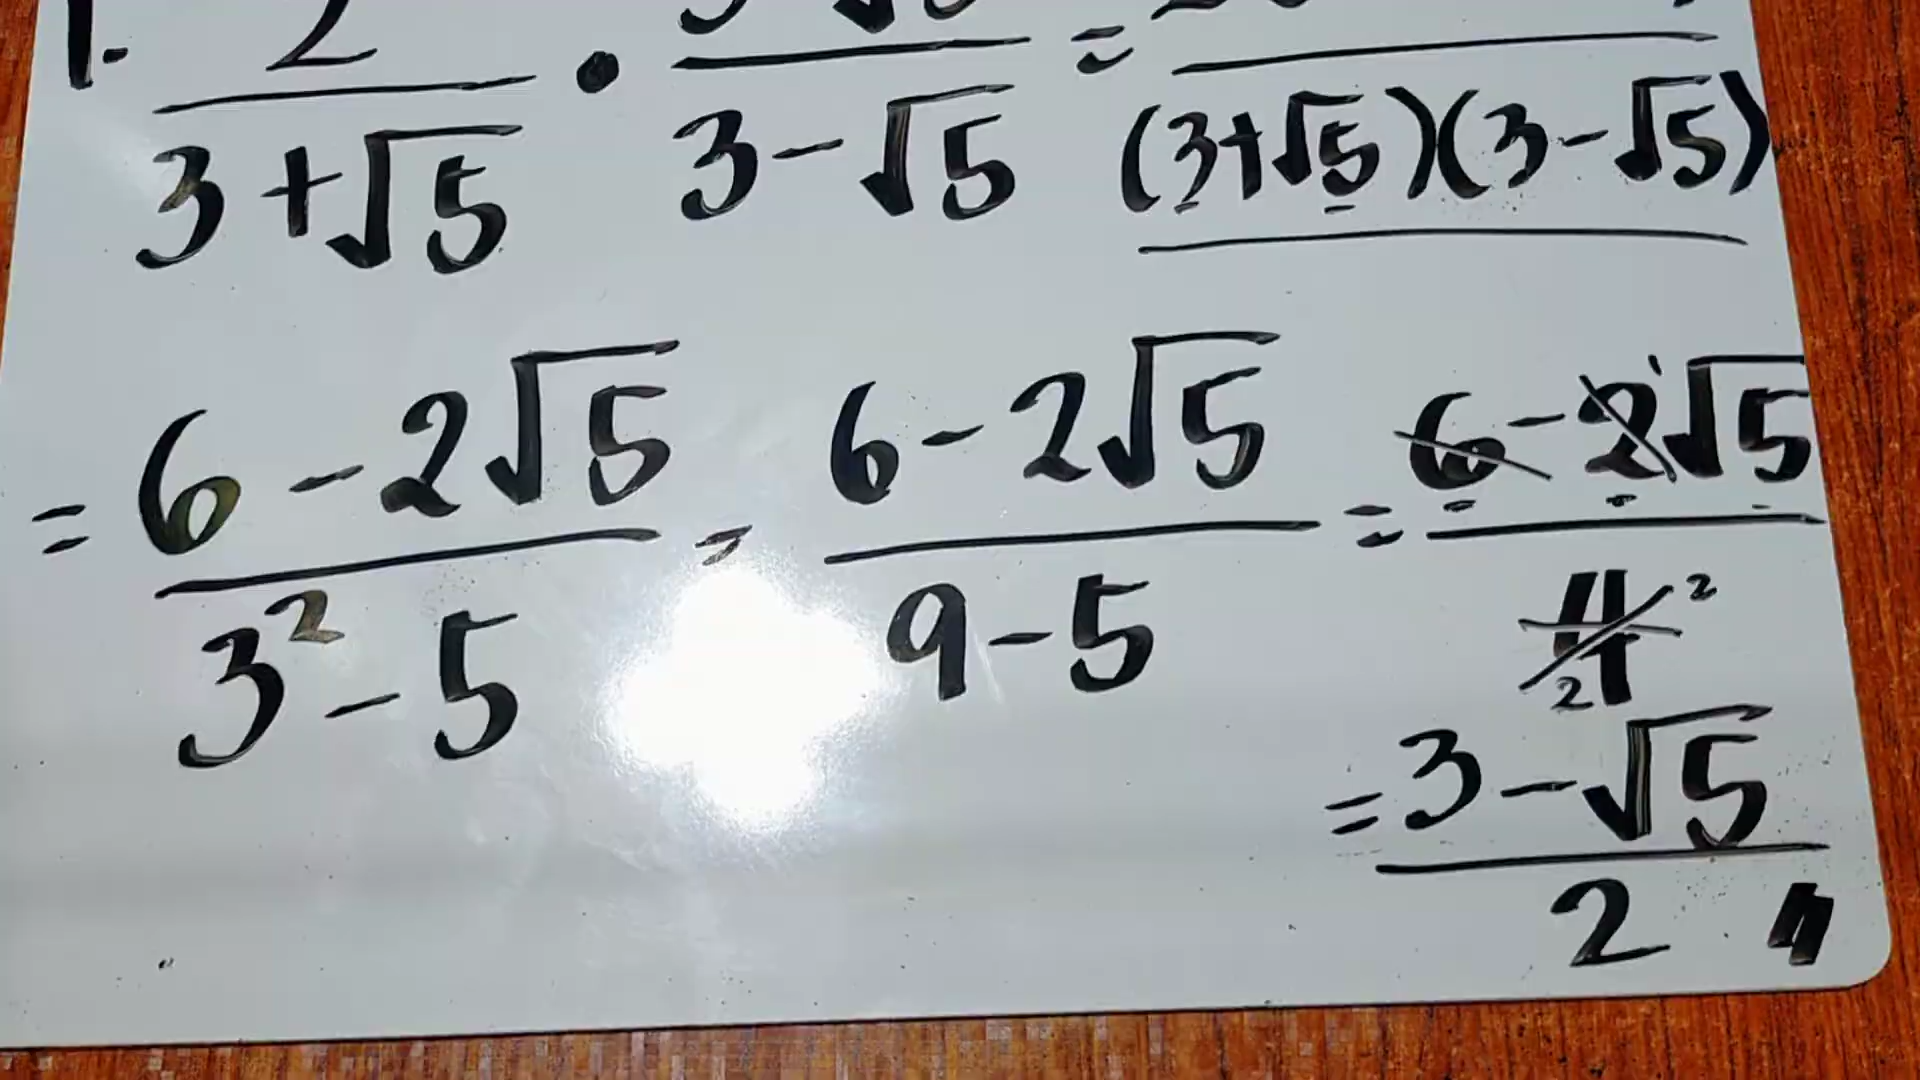 1. 2/(3+√5) • /(3-√5) = /((3+√5)(3-√5))
= (6-2√5)/(3²-5) = (6-2√5)/(9-5) = (6-2√5)/4
= (3-√5)/2 //